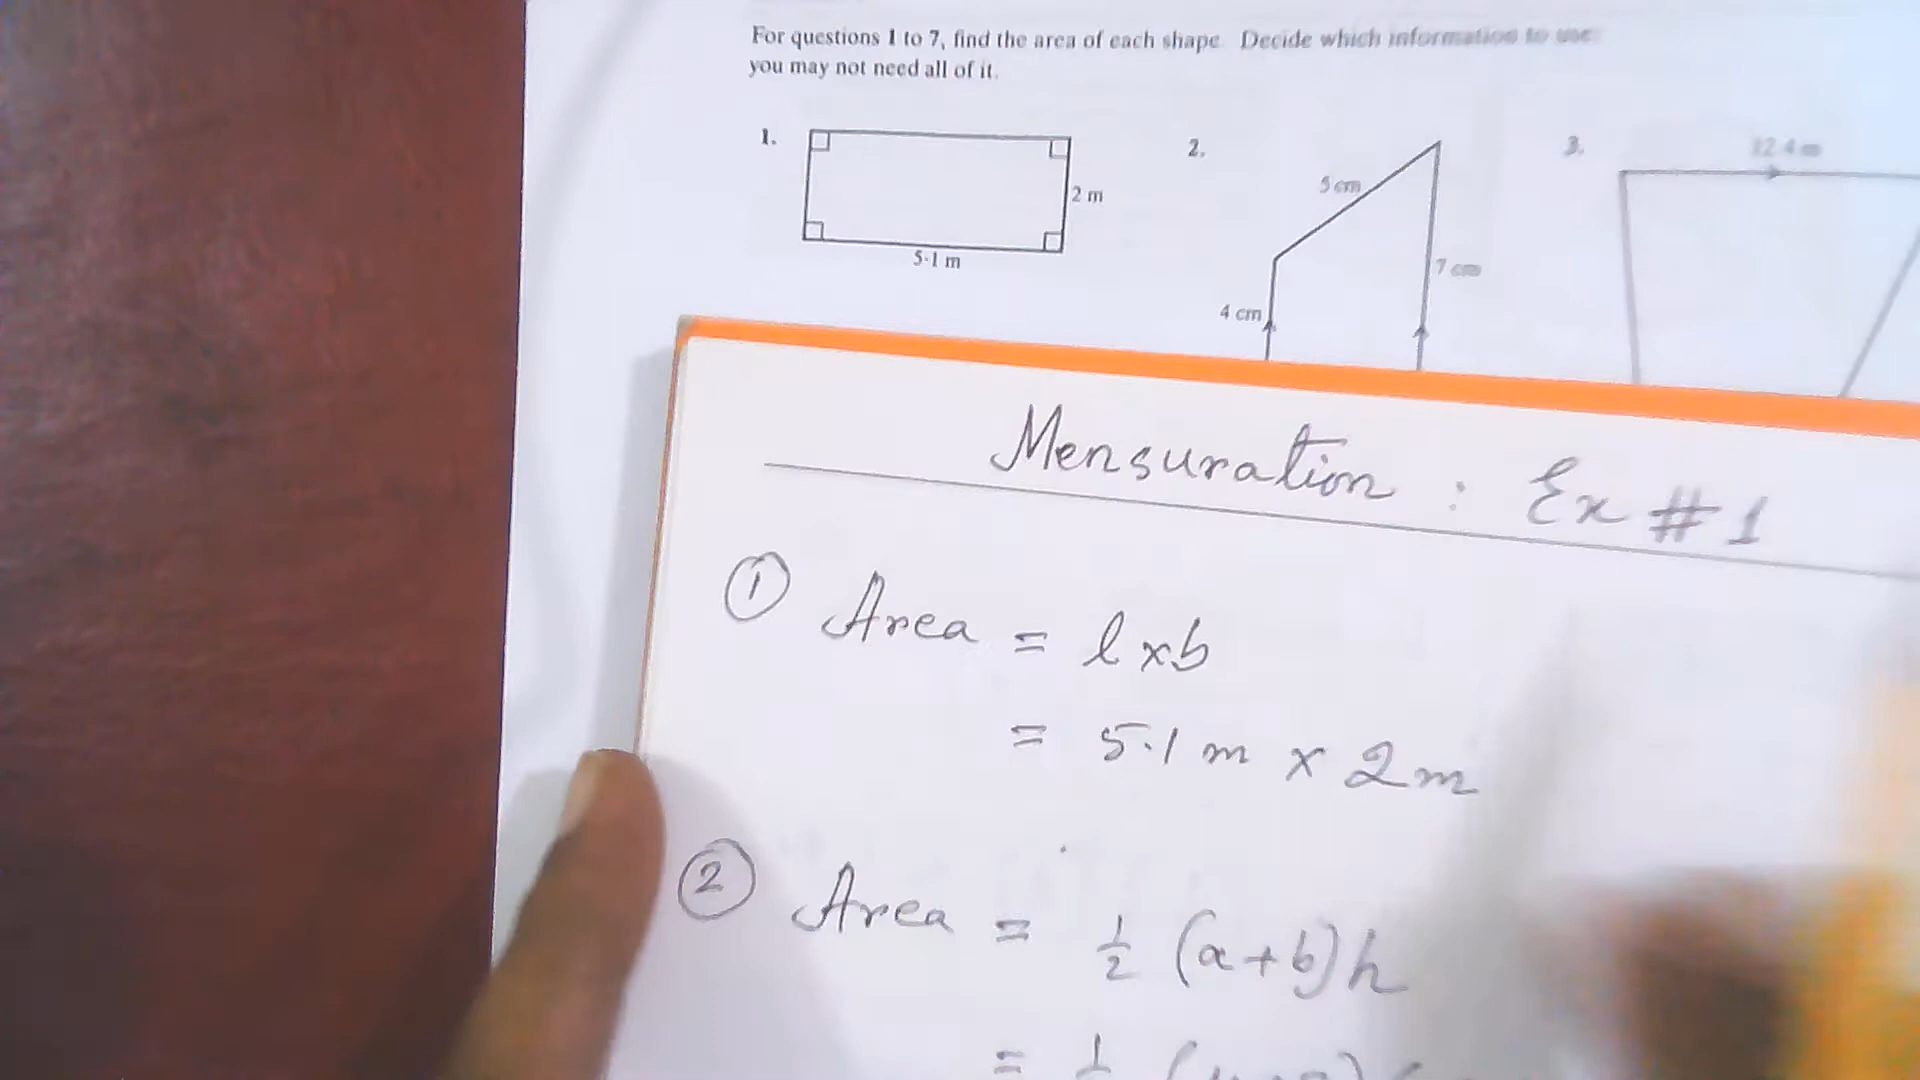 For questions 1 to 7, find the area of each shape. Decide which information to use:
you may not need all of it.
1.
2 m
5·1 m
2.
5 cm
7 cm
4 cm
3.
12.4 m
Mensuration : Ex # 1
① Area = l x b
= 5.1 m x 2 m
② Area = 1/2 (a+b)h